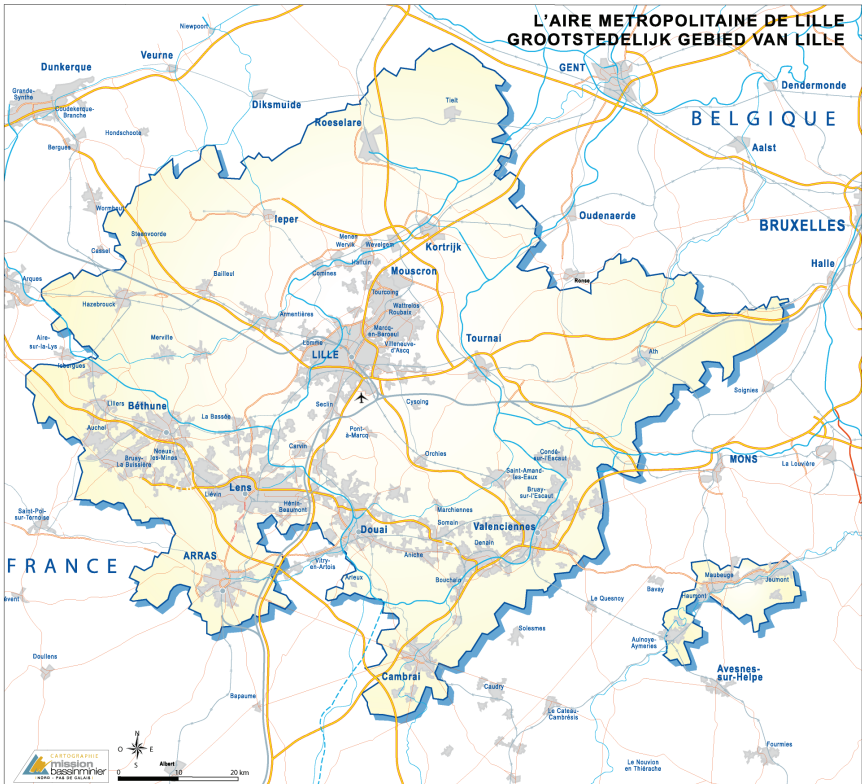 L'AIRE METROPOLITAINE DE LILLE
GROOTSTEDELIJK GEBIED VAN LILLE
Niewpoort
Veurne
Dunkerque
GENT
Grande-
Synthe
Coudekerque-
Branche
Diksmuide
Tielt
Dendermonde
BELGIQUE
Hondschoote
Roeselare
Bergues
Aalst
Wormhout
Ieper
Oudenaerde
BRUXELLES
Steenvoorde
Menen
Wervik
Wevelgem
Kortrijk
Cassel
Halluin
Halle
Comines
Mouscron
Arques
Bailleul
Ronse
Hazebrouck
Tourcoing
Wattrelos
Roubaix
Armentières
Marcq-
en-Baroeul
Aire-
sur-la-Lys
Merville
Lomme
Villeneuve-
d'Ascq
Tournai
LILLE
Ath
Isbergues
Soignies
Lillers
Béthune
Seclin
Cysoing
La Bassée
Auchel
Pont-
à-Marcq
Noeux-
les-Mines
Carvin
Bruay-
La Buissière
Orchies
Condé-
sur-l'Escaut
MONS
La Louvière
Saint-Amand-
les-Eaux
Lens
Liévin
Bruay-
sur-l'Escaut
Hénin-
Beaumont
Marchiennes
Saint-Pol-
sur-Ternoise
Somain
Valenciennes
Douai
Denain
FRANCE
ARRAS
Aniche
Vitry-
en-Artois
Arleux
Bouchain
Maubeuge
Jeumont
Bavay
Haumont
Le Quesnoy
Solesmes
Aulnoye-
Aymeries
Doullens
Cambrai
Avesnes-
sur-Helpe
Caudry
Bapaume
Le Cateau-
Cambrésis
N
O E
S
Fourmies
CARTOGRAPHIE
mission
bassinminier
NORD - PAS DE CALAIS
Albert
Le Nouvion
en Thiérache
0 10 20 km